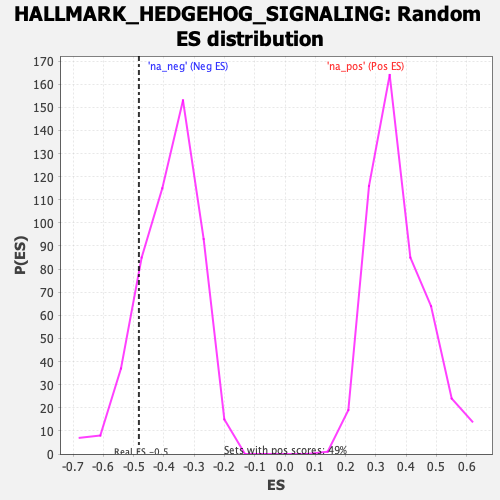 HALLMARK_HEDGEHOG_SIGNALING: Random
ES distribution
'na_neg' (Neg ES)
'na_pos' (Pos ES)
170
160
150
140
130
120
110
100
90
80
70
60
50
40
30
20
10
0
P(ES)
Real ES -0.5
Sets with pos scores: 49%
-0.7 -0.6 -0.5 -0.4 -0.3 -0.2 -0.1 0.0 0.1 0.2 0.3 0.4 0.5 0.6
ES